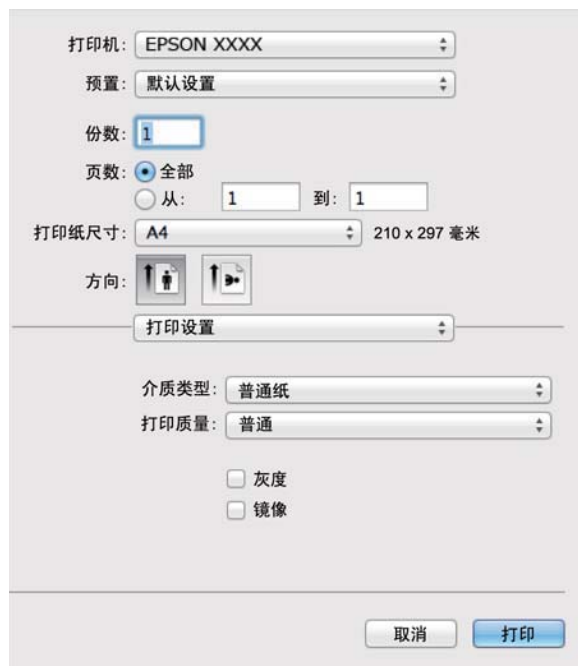 打印机: EPSON XXXX
预置: 默认设置
份数: 1
页数: 全部
从: 1 到: 1
打印纸尺寸: A4 210 x 297 毫米
方向:
打印设置
介质类型: 普通纸
打印质量: 普通
灰度
镜像
取消 打印